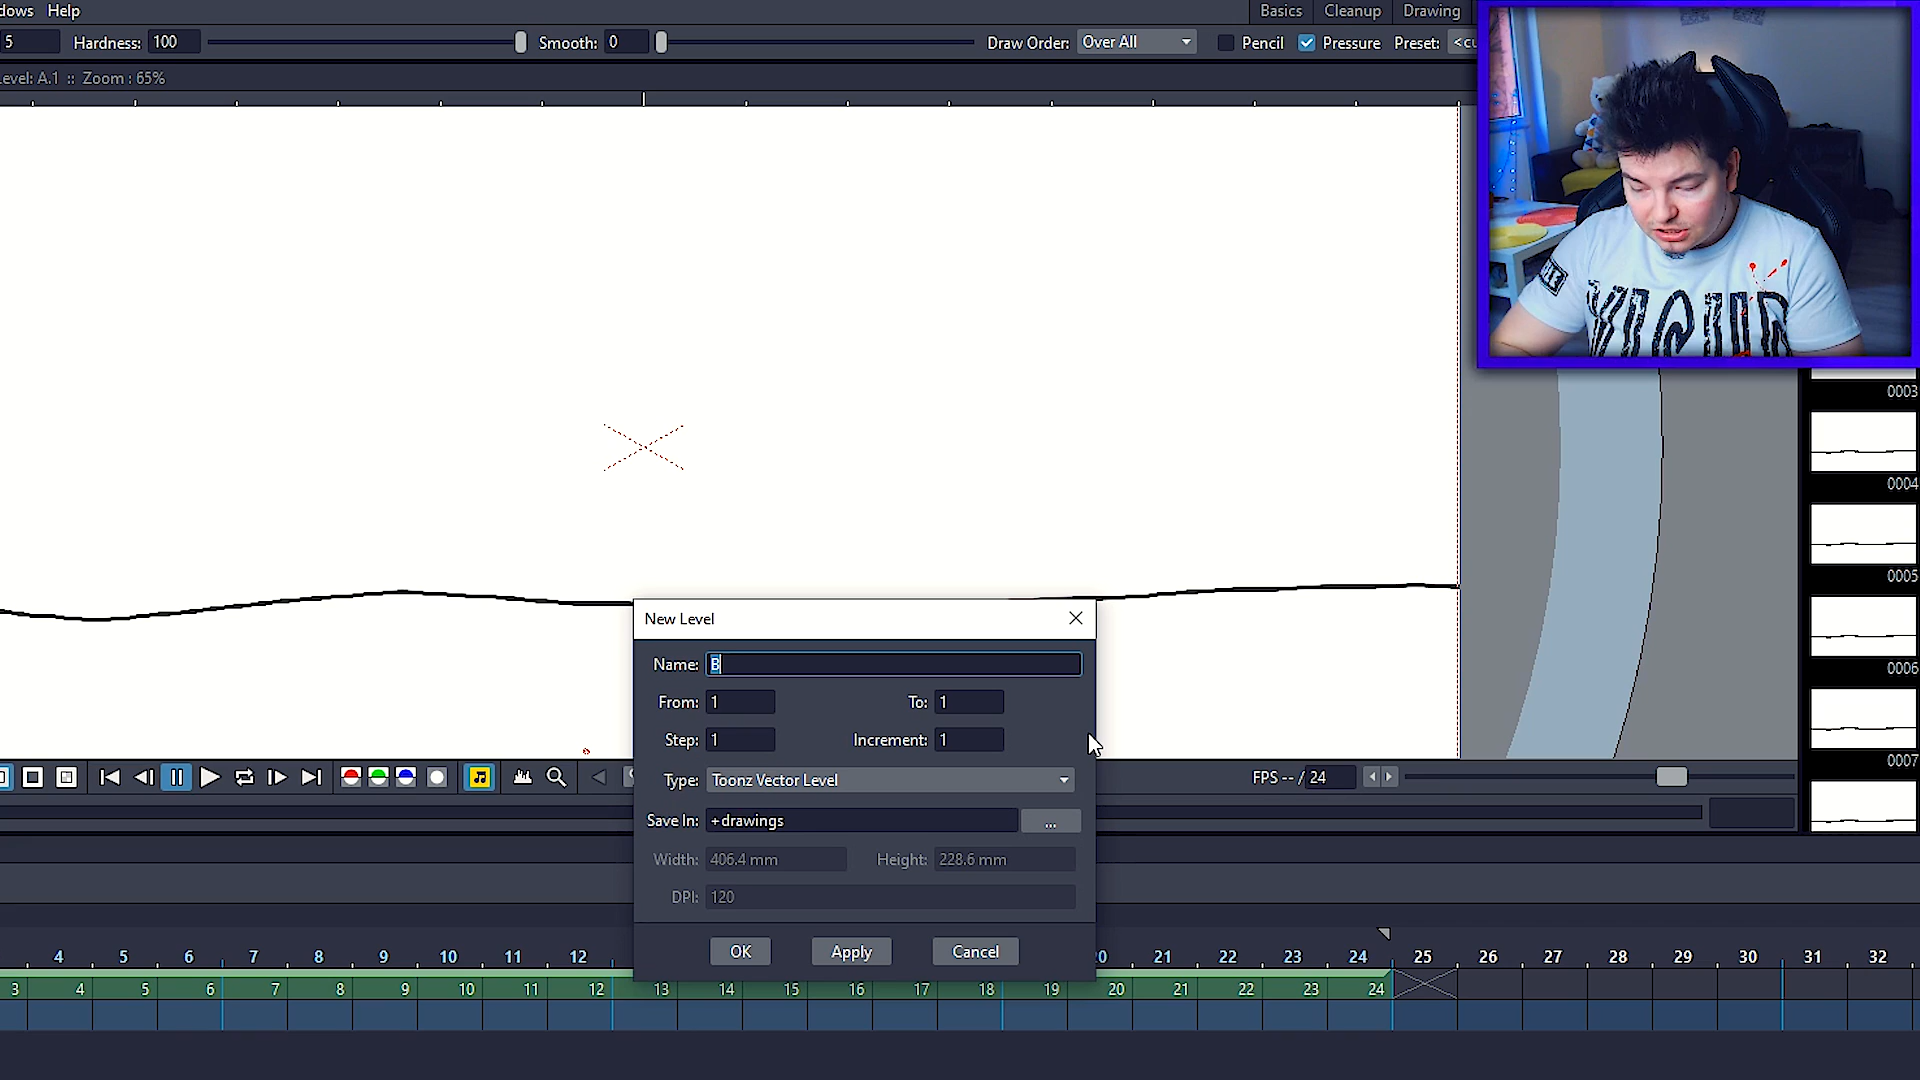 dows Help
Basics Cleanup Drawing
5 Hardness: 100 Smooth: 0 Draw Order: Over All Pencil Pressure Preset: <cu
evel: A.1 :: Zoom : 65%
0003
0004
0005
0006
0007
New Level
Name: B
From: 1 To: 1
Step: 1 Increment: 1
Type: Toonz Vector Level
Save In: +drawings ...
Width: 406.4 mm Height: 228.6 mm
DPI: 120
OK Apply Cancel
FPS -- / 24
4 5 6 7 8 9 10 11 12 20 21 22 23 24 25 26 27 28 29 30 31 32
3 4 5 6 7 8 9 10 11 12 13 14 15 16 17 18 19 20 21 22 23 24